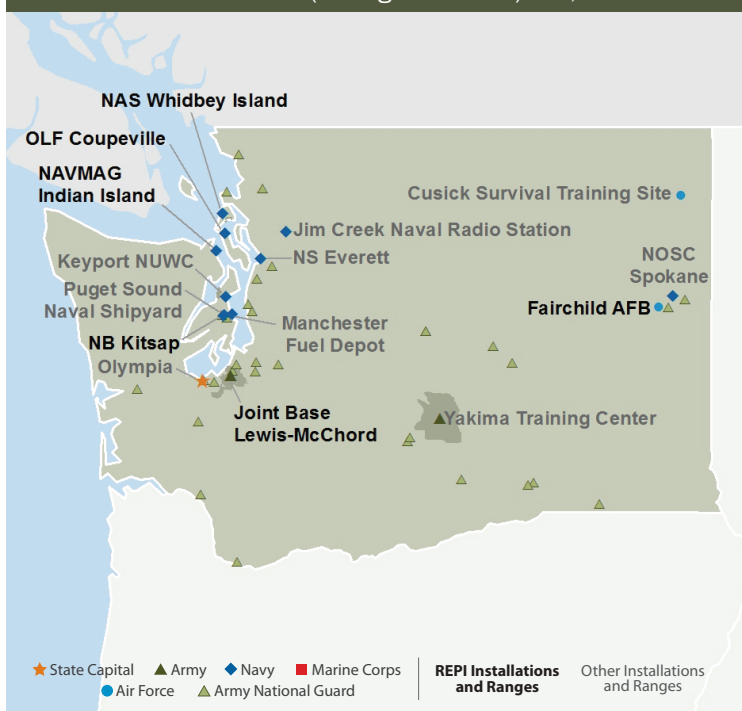 NAS Whidbey Island
OLF Coupeville
NAVMAG
Indian Island
Cusick Survival Training Site
Jim Creek Naval Radio Station
NS Everett
NOSC
Spokane
Keyport NUWC
Puget Sound
Naval Shipyard
Fairchild AFB
NB Kitsap
Manchester
Fuel Depot
Olympia
Joint Base
Lewis-McChord
Yakima Training Center
State Capital
Army
Navy
Marine Corps
Air Force
Army National Guard
REPI Installations
and Ranges
Other Installations
and Ranges